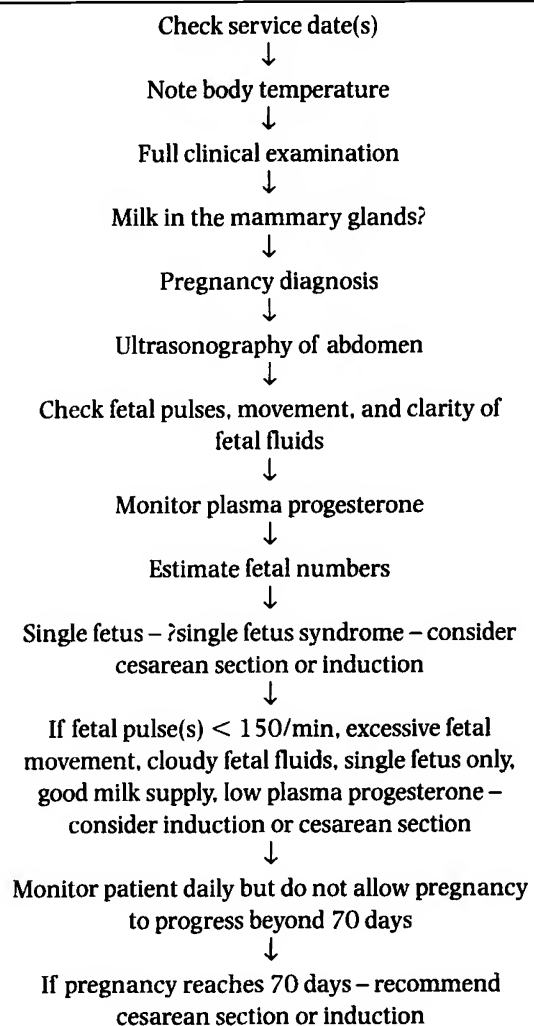 Check service date(s)
↓
Note body temperature
↓
Full clinical examination
↓
Milk in the mammary glands?
↓
Pregnancy diagnosis
↓
Ultrasonography of abdomen
↓
Check fetal pulses, movement, and clarity of
fetal fluids
↓
Monitor plasma progesterone
↓
Estimate fetal numbers
↓
Single fetus – ?single fetus syndrome – consider
cesarean section or induction
↓
If fetal pulse(s) < 150/min, excessive fetal
movement, cloudy fetal fluids, single fetus only,
good milk supply, low plasma progesterone –
consider induction or cesarean section
↓
Monitor patient daily but do not allow pregnancy
to progress beyond 70 days
↓
If pregnancy reaches 70 days – recommend
cesarean section or induction